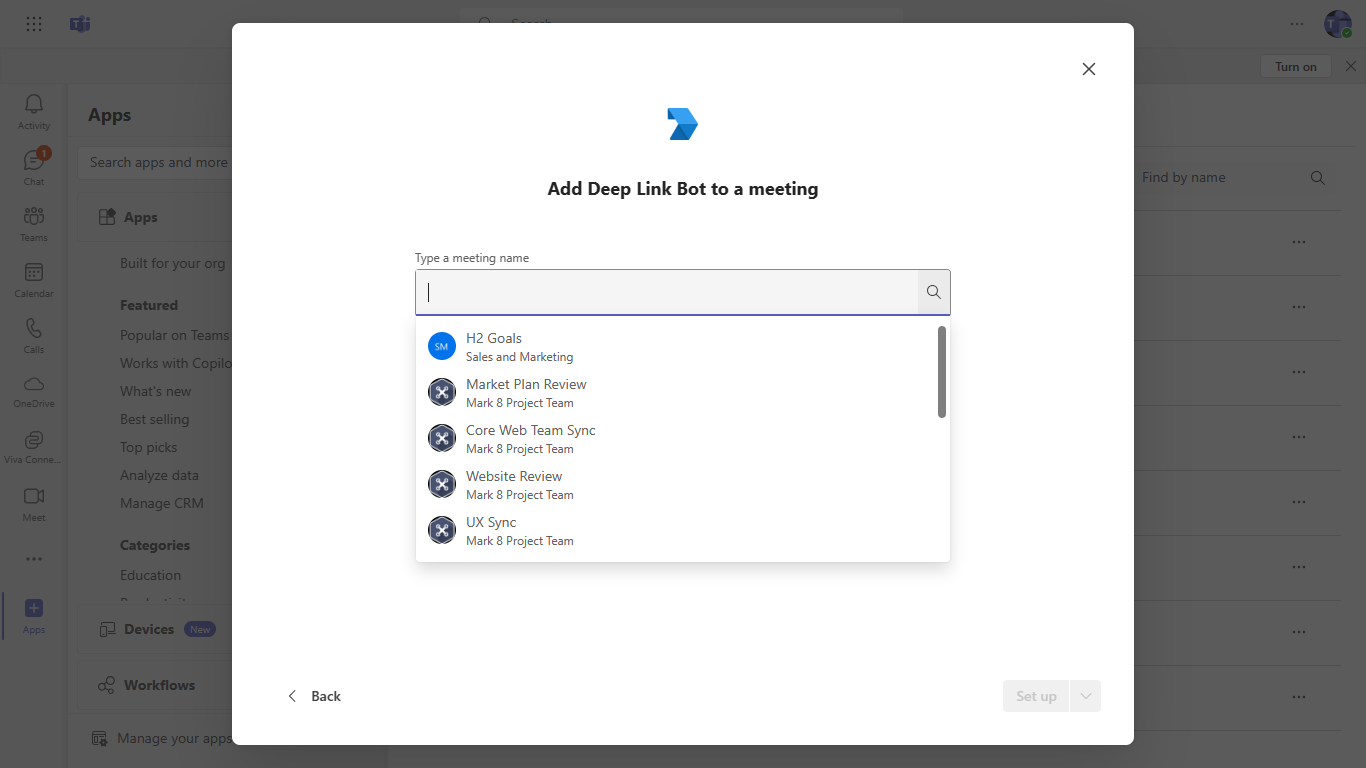 Search
Turn on
Activity
Chat
1
Teams
Calendar
Calls
OneDrive
Viva Conne...
Meet
Apps
Apps
Search apps and more
Apps
Built for your org
Featured
Popular on Teams
Works with Copilo
What's new
Best selling
Top picks
Analyze data
Manage CRM
Categories
Education
Devices New
Workflows
Manage your apps
Find by name
Add Deep Link Bot to a meeting
Type a meeting name
SM
H2 Goals
Sales and Marketing
Market Plan Review
Mark 8 Project Team
Core Web Team Sync
Mark 8 Project Team
Website Review
Mark 8 Project Team
UX Sync
Mark 8 Project Team
Back
Set up